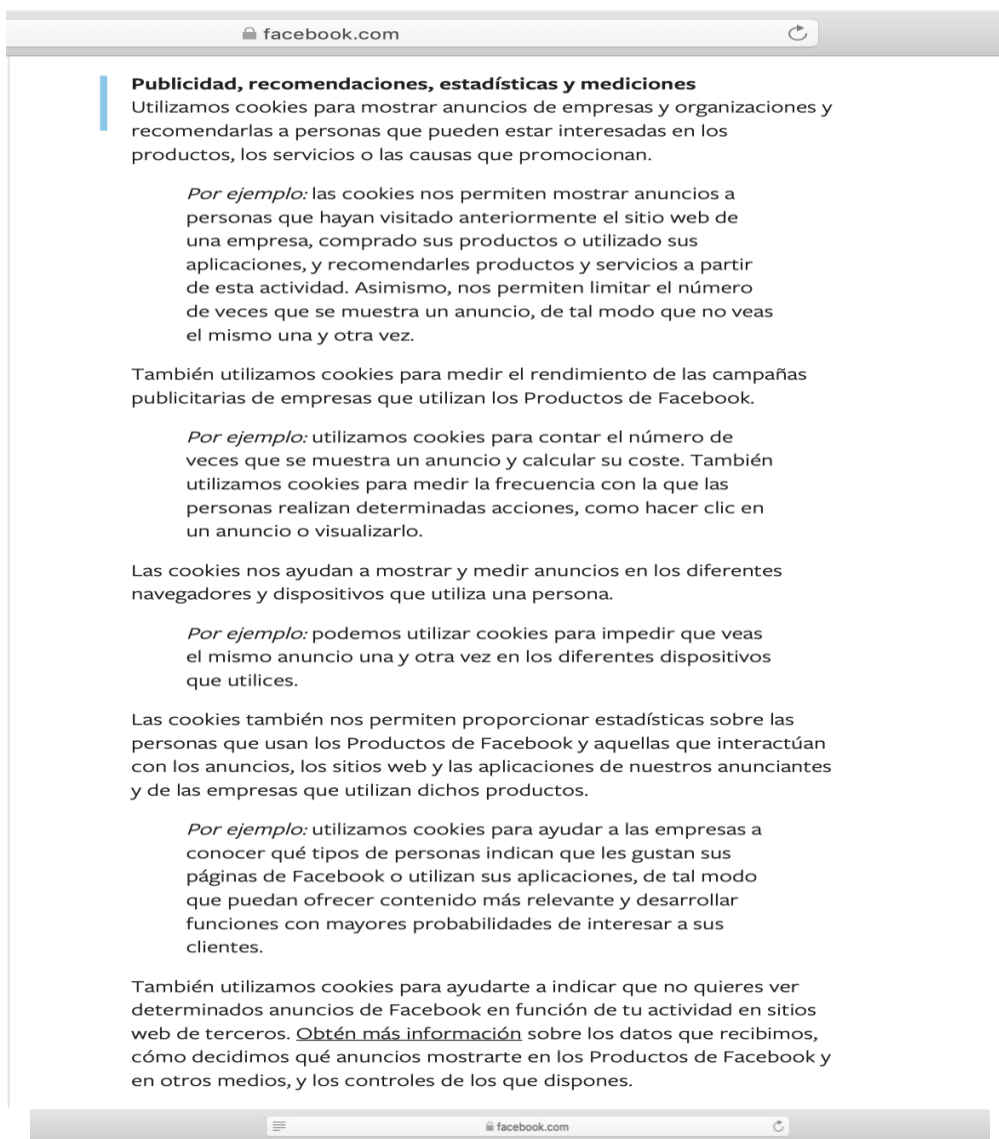 facebook.com
Publicidad, recomendaciones, estadísticas y mediciones
Utilizamos cookies para mostrar anuncios de empresas y organizaciones y
recomendarlas a personas que pueden estar interesadas en los
productos, los servicios o las causas que promocionan.
Por ejemplo: las cookies nos permiten mostrar anuncios a
personas que hayan visitado anteriormente el sitio web de
una empresa, comprado sus productos o utilizado sus
aplicaciones, y recomendarles productos y servicios a partir
de esta actividad. Asimismo, nos permiten limitar el número
de veces que se muestra un anuncio, de tal modo que no veas
el mismo una y otra vez.
También utilizamos cookies para medir el rendimiento de las campañas
publicitarias de empresas que utilizan los Productos de Facebook.
Por ejemplo: utilizamos cookies para contar el número de
veces que se muestra un anuncio y calcular su coste. También
utilizamos cookies para medir la frecuencia con la que las
personas realizan determinadas acciones, como hacer clic en
un anuncio o visualizarlo.
Las cookies nos ayudan a mostrar y medir anuncios en los diferentes
navegadores y dispositivos que utiliza una persona.
Por ejemplo: podemos utilizar cookies para impedir que veas
el mismo anuncio una y otra vez en los diferentes dispositivos
que utilices.
Las cookies también nos permiten proporcionar estadísticas sobre las
personas que usan los Productos de Facebook y aquellas que interactúan
con los anuncios, los sitios web y las aplicaciones de nuestros anunciantes
y de las empresas que utilizan dichos productos.
Por ejemplo: utilizamos cookies para ayudar a las empresas a
conocer qué tipos de personas indican que les gustan sus
páginas de Facebook o utilizan sus aplicaciones, de tal modo
que puedan ofrecer contenido más relevante y desarrollar
funciones con mayores probabilidades de interesar a sus
clientes.
También utilizamos cookies para ayudarte a indicar que no quieres ver
determinados anuncios de Facebook en función de tu actividad en sitios
web de terceros. Obtén más información sobre los datos que recibimos,
cómo decidimos qué anuncios mostrarte en los Productos de Facebook y
en otros medios, y los controles de los que dispones.
facebook.com